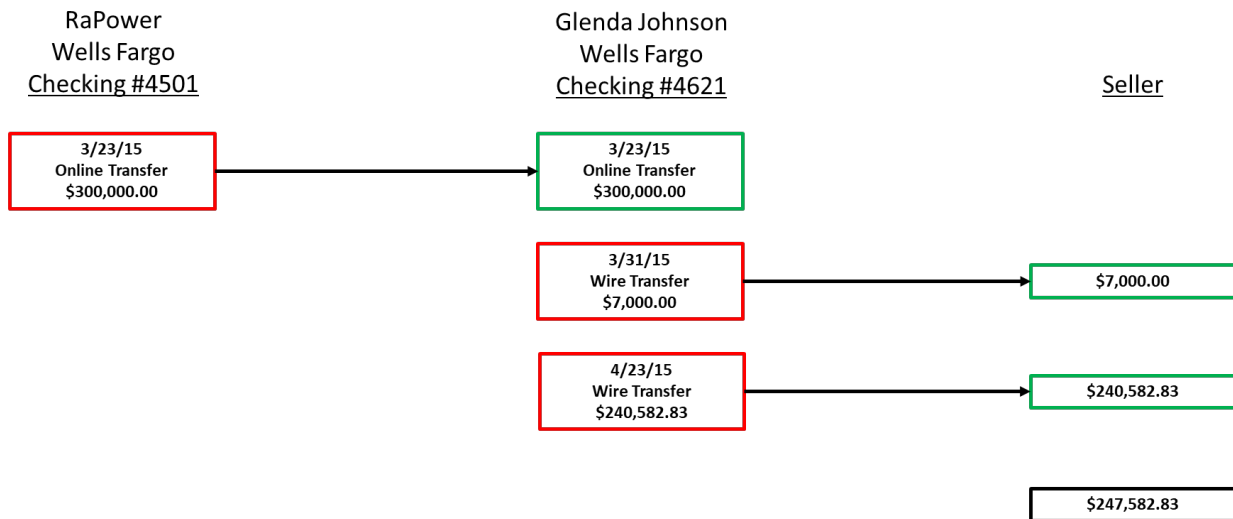 RaPower
Wells Fargo
Checking #4501
Glenda Johnson
Wells Fargo
Checking #4621
Seller
3/23/15
Online Transfer
$300,000.00
3/23/15
Online Transfer
$300,000.00
3/31/15
Wire Transfer
$7,000.00
$7,000.00
4/23/15
Wire Transfer
$240,582.83
$240,582.83
$247,582.83